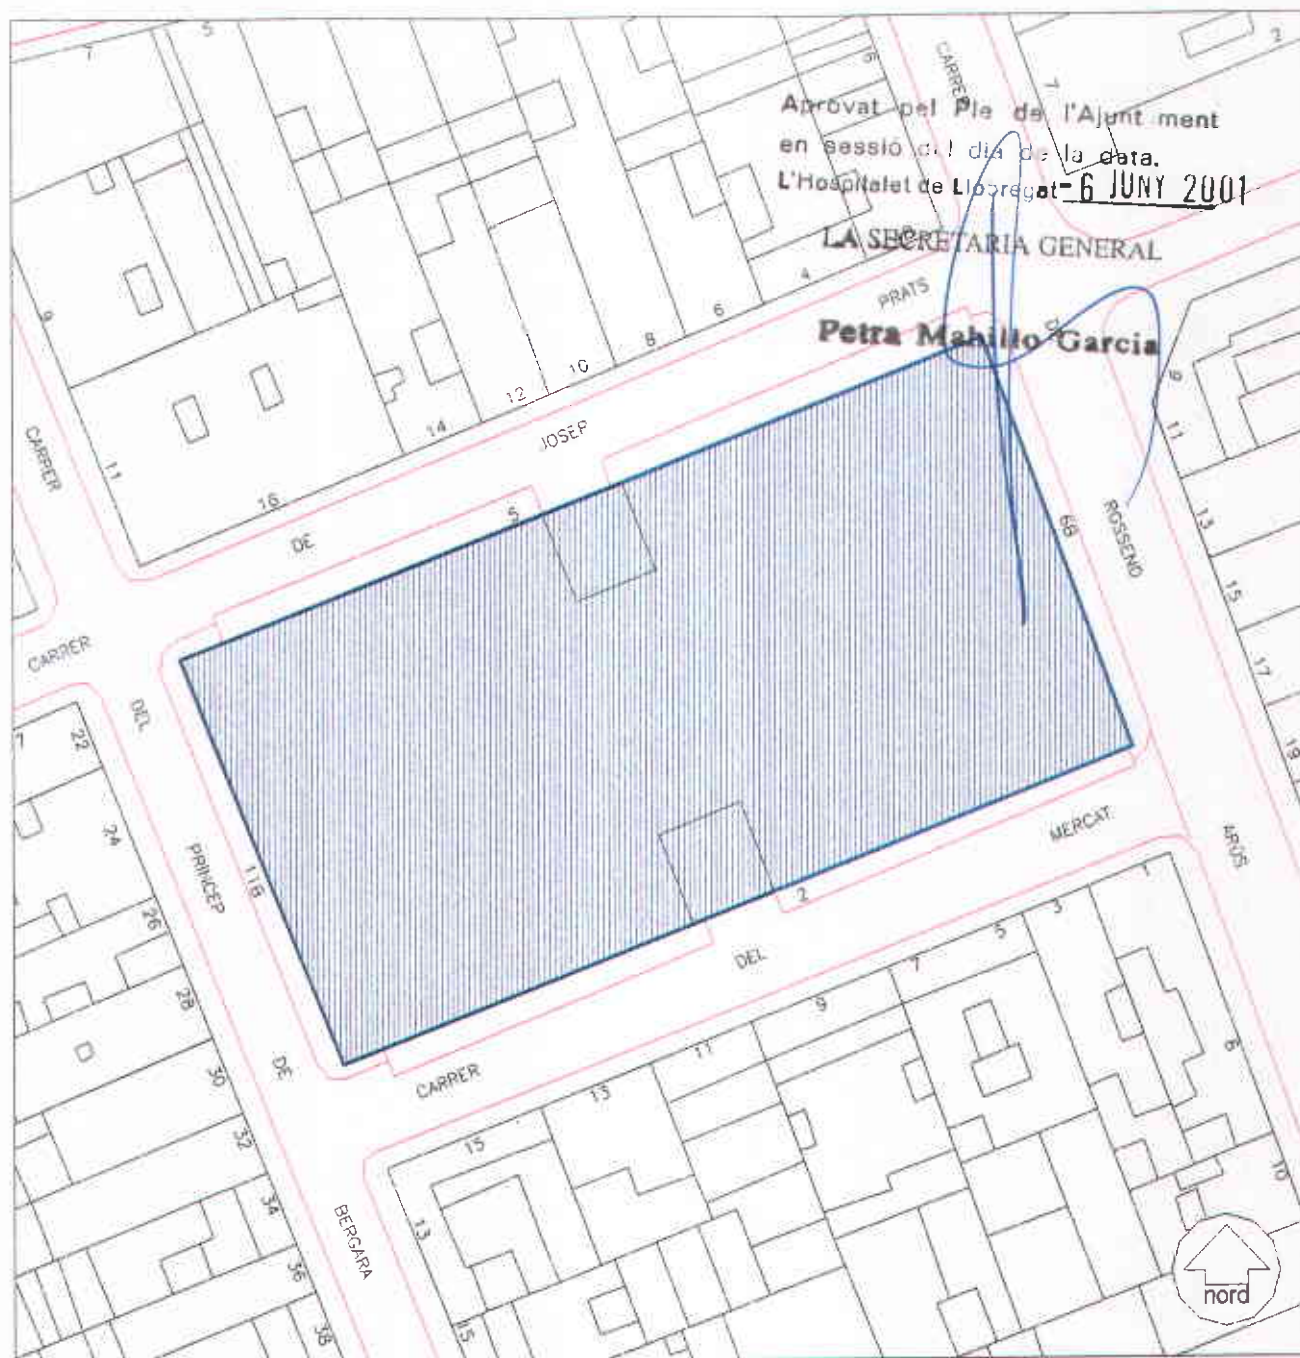 7
5
6
CARRER
7
2
Aprovat pel Ple de l'Ajunt ment
en sessió del dia de la data.
L'Hospitalet de Llobregat - 6 JUNY 2001
LA SECRETARIA GENERAL
Petra Mahillo Garcia
9
4
PRATS
6
8
10
12
14
JOSEP
DE
16
11
CARRER
CARRER
5
6B
ROSSEND
9
11
13
15
17
19
DEL
7
22
24
26
28
30
32
34
36
38
PRINCEP
11B
DE
BERGARA
2
MERCAT
DEL
CARRER
ARÚS
1
3
5
7
9
11
13
15
13
15
8
10
nord